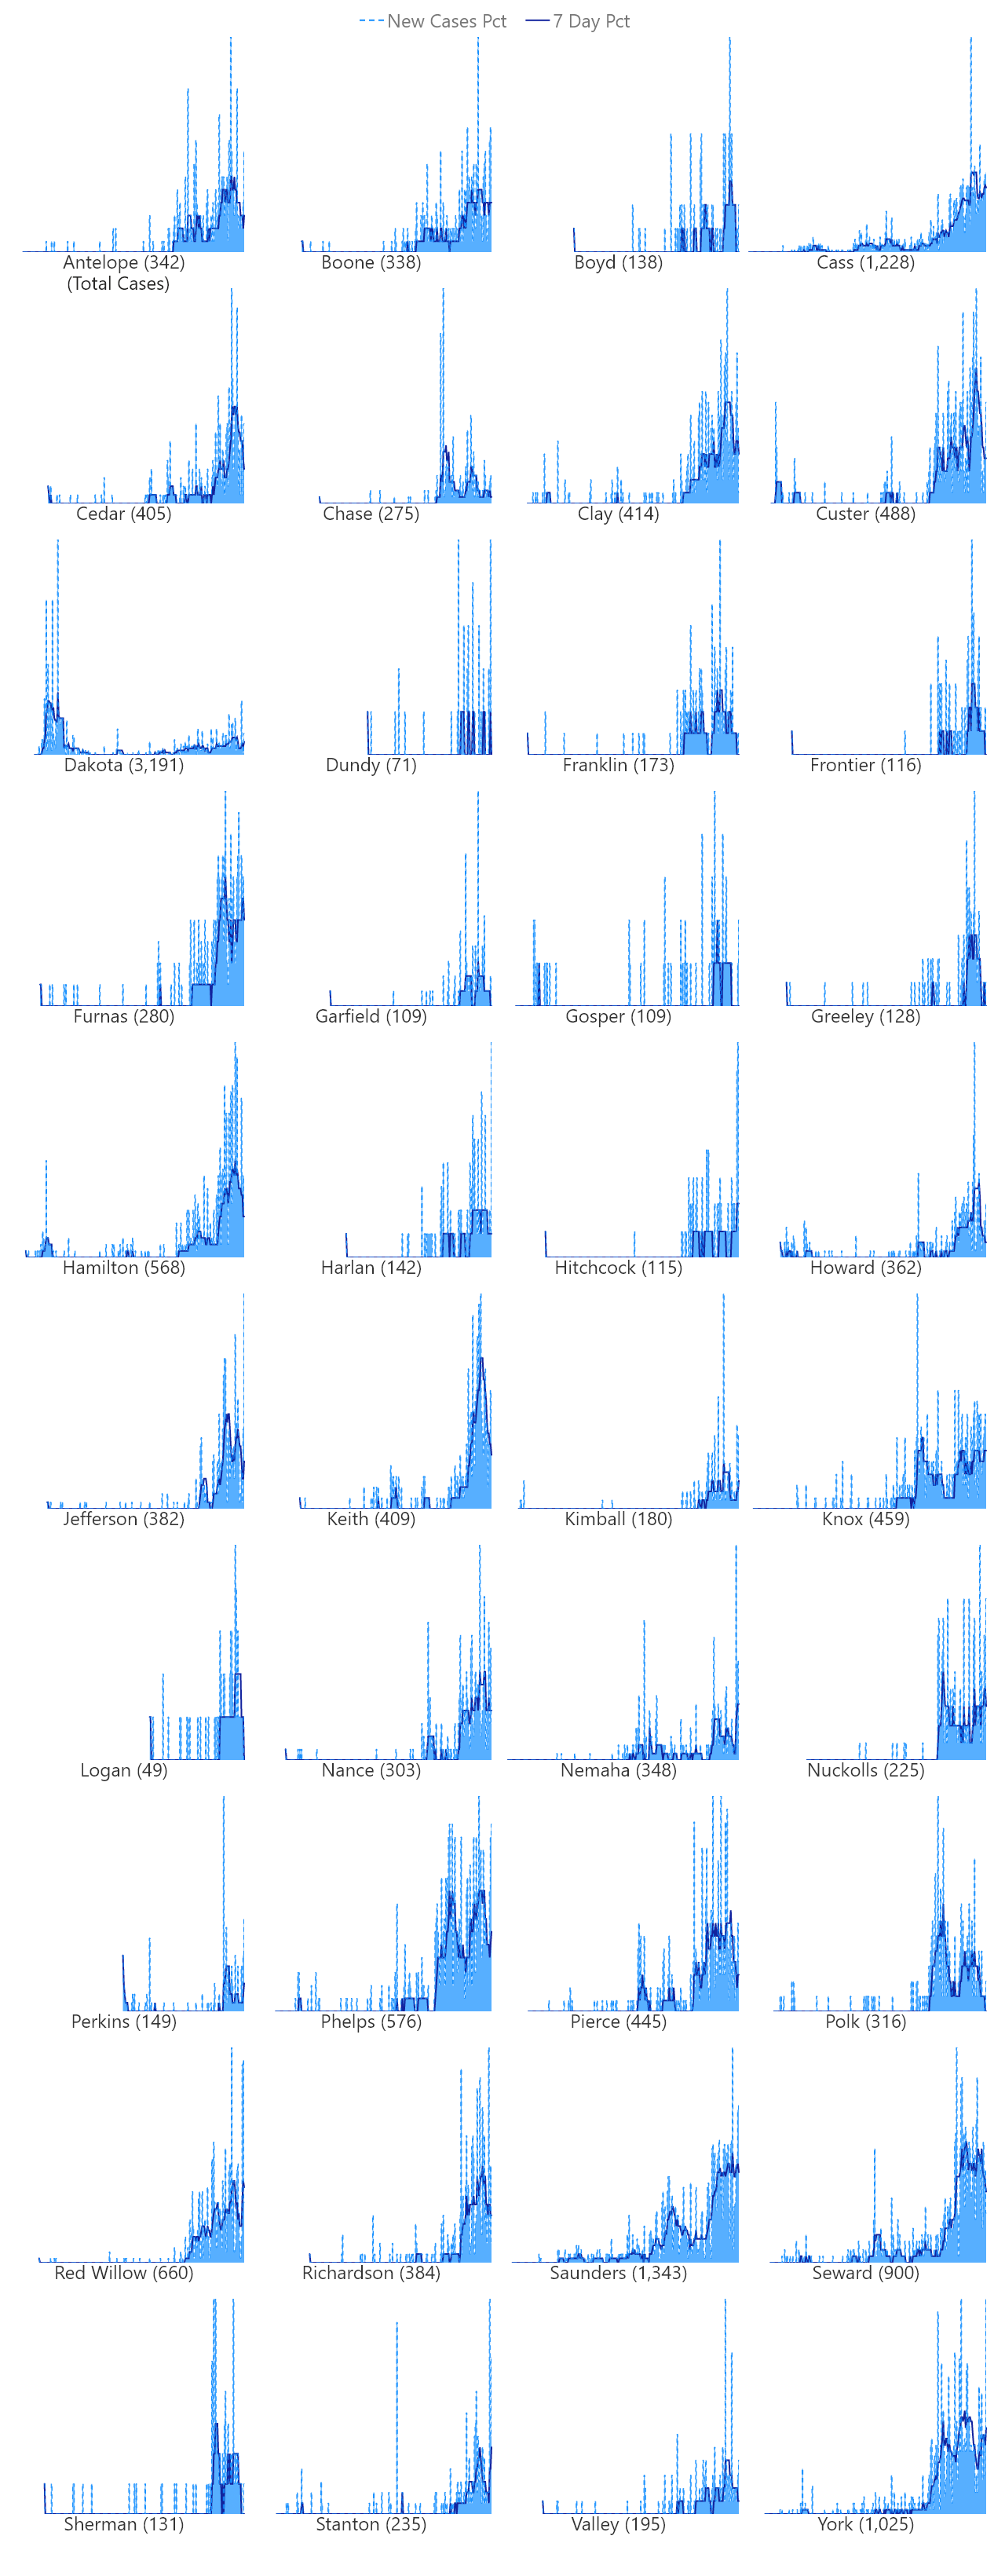 New Cases Pct 7 Day Pct
Antelope (342) Boone (338) Boyd (138) Cass (1,228)
(Total Cases)
Cedar (405) Chase (275) Clay (414) Custer (488)
Dakota (3,191) Dundy (71) Franklin (173) Frontier (116)
Furnas (280) Garfield (109) Gosper (109) Greeley (128)
Hamilton (568) Harlan (142) Hitchcock (115) Howard (362)
Jefferson (382) Keith (409) Kimball (180) Knox (459)
Logan (49) Nance (303) Nemaha (348) Nuckolls (225)
Perkins (149) Phelps (576) Pierce (445) Polk (316)
Red Willow (660) Richardson (384) Saunders (1,343) Seward (900)
Sherman (131) Stanton (235) Valley (195) York (1,025)